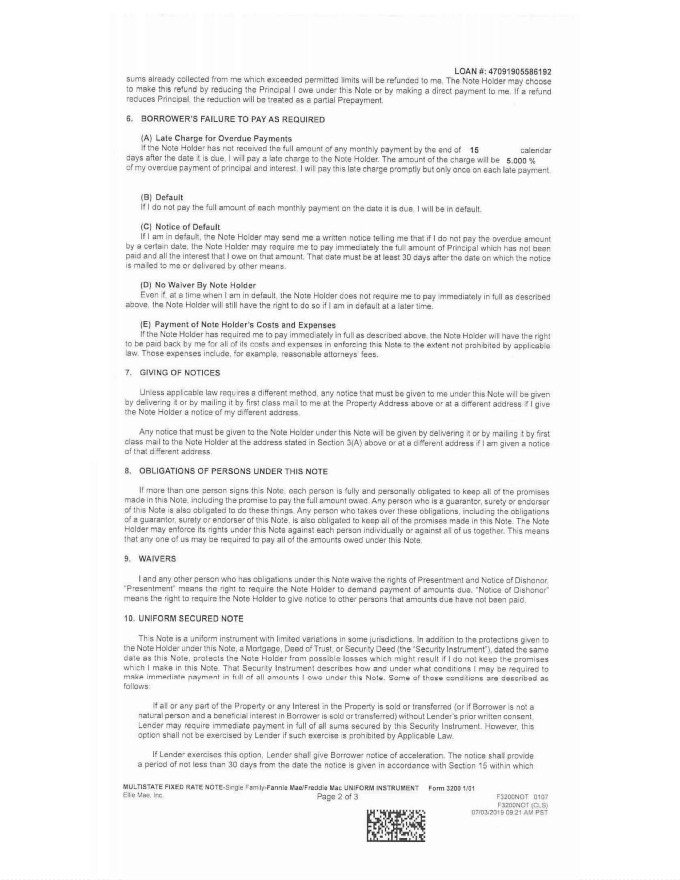 LOAN #: 47091905586192
sums already collected from me which exceeded permitted limits will be refunded to me. The Note Holder may choose
to make this refund by reducing the Principal I owe under this Note or by making a direct payment to me. If a refund
reduces Principal, the reduction will be treated as a partial Prepayment.
6. BORROWER'S FAILURE TO PAY AS REQUIRED
(A) Late Charge for Overdue Payments
If the Note Holder has not received the full amount of any monthly payment by the end of 15 calendar
days after the date it is due, I will pay a late charge to the Note Holder. The amount of the charge will be 5.000 %
of my overdue payment of principal and interest. I will pay this late charge promptly but only once on each late payment.
(B) Default
If I do not pay the full amount of each monthly payment on the date it is due, I will be in default.
(C) Notice of Default
If I am in default, the Note Holder may send me a written notice telling me that if I do not pay the overdue amount
by a certain date, the Note Holder may require me to pay immediately the full amount of Principal which has not been
paid and all the interest that I owe on that amount. That date must be at least 30 days after the date on which the notice
is mailed to me or delivered by other means.
(D) No Waiver By Note Holder
Even if, at a time when I am in default, the Note Holder does not require me to pay immediately in full as described
above, the Note Holder will still have the right to do so if I am in default at a later time.
(E) Payment of Note Holder's Costs and Expenses
If the Note Holder has required me to pay immediately in full as described above, the Note Holder will have the right
to be paid back by me for all of its costs and expenses in enforcing this Note to the extent not prohibited by applicable
law. Those expenses include, for example, reasonable attorneys' fees.
7. GIVING OF NOTICES
Unless applicable law requires a different method, any notice that must be given to me under this Note will be given
by delivering it or by mailing it by first class mail to me at the Property Address above or at a different address if I give
the Note Holder a notice of my different address.
Any notice that must be given to the Note Holder under this Note will be given by delivering it or by mailing it by first
class mail to the Note Holder at the address stated in Section 3(A) above or at a different address if I am given a notice
of that different address.
8. OBLIGATIONS OF PERSONS UNDER THIS NOTE
If more than one person signs this Note, each person is fully and personally obligated to keep all of the promises
made in this Note, including the promise to pay the full amount owed. Any person who is a guarantor, surety or endorser
of this Note is also obligated to do these things. Any person who takes over these obligations, including the obligations
of a guarantor, surety or endorser of this Note, is also obligated to keep all of the promises made in this Note. The Note
Holder may enforce its rights under this Note against each person individually or against all of us together. This means
that any one of us may be required to pay all of the amounts owed under this Note.
9. WAIVERS
I and any other person who has obligations under this Note waive the rights of Presentment and Notice of Dishonor.
"Presentment" means the right to require the Note Holder to demand payment of amounts due. "Notice of Dishonor"
means the right to require the Note Holder to give notice to other persons that amounts due have not been paid.
10. UNIFORM SECURED NOTE
This Note is a uniform instrument with limited variations in some jurisdictions. In addition to the protections given to
the Note Holder under this Note, a Mortgage, Deed of Trust, or Security Deed (the "Security Instrument"), dated the same
date as this Note, protects the Note Holder from possible losses which might result if I do not keep the promises
which I make in this Note. That Security Instrument describes how and under what conditions I may be required to
make immediate payment in full of all amounts I owe under this Note. Some of those conditions are described as
follows:
If all or any part of the Property or any Interest in the Property is sold or transferred (or if Borrower is not a
natural person and a beneficial interest in Borrower is sold or transferred) without Lender's prior written consent,
Lender may require immediate payment in full of all sums secured by this Security Instrument. However, this
option shall not be exercised by Lender if such exercise is prohibited by Applicable Law.
If Lender exercises this option, Lender shall give Borrower notice of acceleration. The notice shall provide
a period of not less than 30 days from the date the notice is given in accordance with Section 15 within which
MULTISTATE FIXED RATE NOTE-Single Family-Fannie Mae/Freddie Mac UNIFORM INSTRUMENT Form 3200 1/01
Ellie Mae, Inc. Page 2 of 3 F3200NOT 0107
F3200NOT (CLS)
07/03/2019 09:21 AM PST